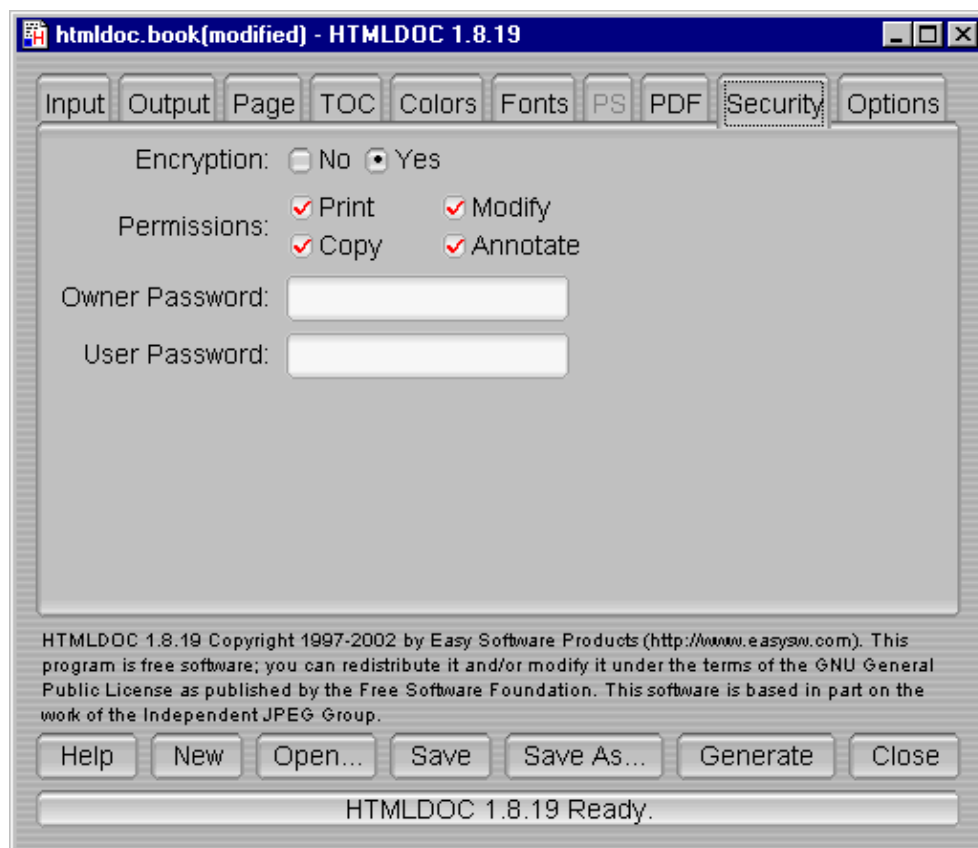 htmldoc.book(modified) - HTMLDOC 1.8.19
Input Output Page TOC Colors Fonts PS PDF Security Options
Encryption: No Yes
Permissions: Print Modify
Copy Annotate
Owner Password:
User Password:
HTMLDOC 1.8.19 Copyright 1997-2002 by Easy Software Products (http://www.easysw.com). This
program is free software; you can redistribute it and/or modify it under the terms of the GNU General
Public License as published by the Free Software Foundation. This software is based in part on the
work of the Independent JPEG Group.
Help New Open... Save Save As... Generate Close
HTMLDOC 1.8.19 Ready.